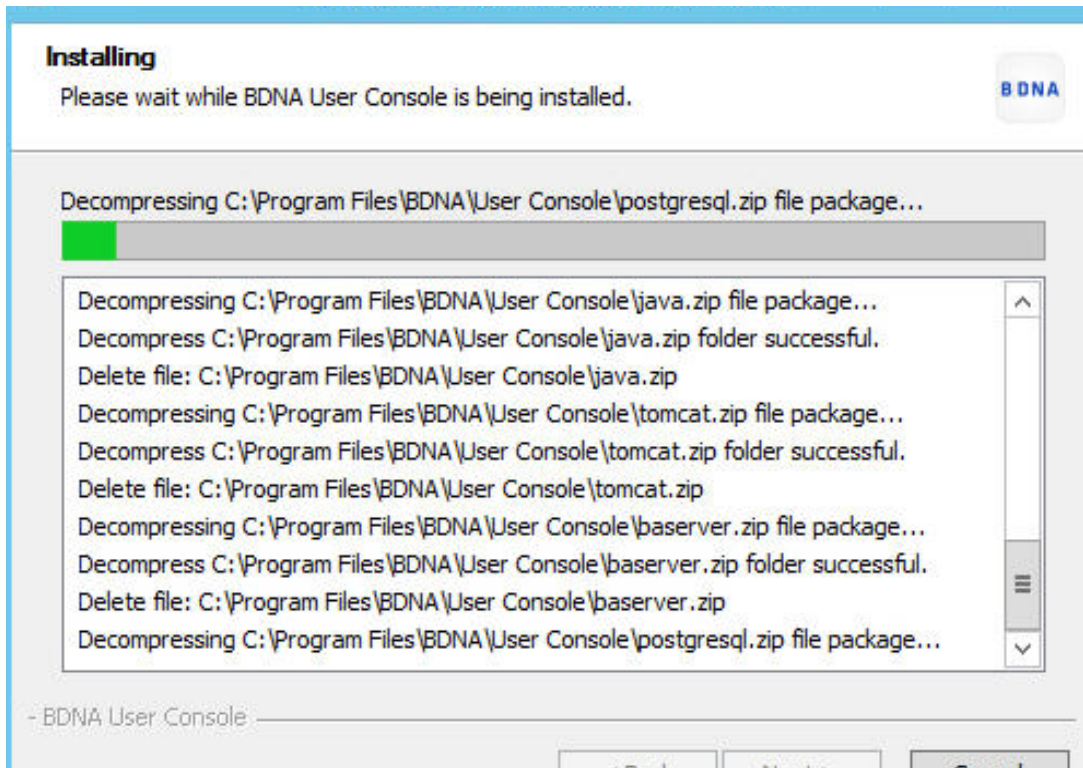 Installing
Please wait while BDNA User Console is being installed.
BDNA
Decompressing C:\Program Files\BDNA\User Console\postgresql.zip file package...
Decompressing C:\Program Files\BDNA\User Console\java.zip file package...
Decompress C:\Program Files\BDNA\User Console\java.zip folder successful.
Delete file: C:\Program Files\BDNA\User Console\java.zip
Decompressing C:\Program Files\BDNA\User Console\tomcat.zip file package...
Decompress C:\Program Files\BDNA\User Console\tomcat.zip folder successful.
Delete file: C:\Program Files\BDNA\User Console\tomcat.zip
Decompressing C:\Program Files\BDNA\User Console\baserver.zip file package...
Decompress C:\Program Files\BDNA\User Console\baserver.zip folder successful.
Delete file: C:\Program Files\BDNA\User Console\baserver.zip
Decompressing C:\Program Files\BDNA\User Console\postgresql.zip file package...
- BDNA User Console